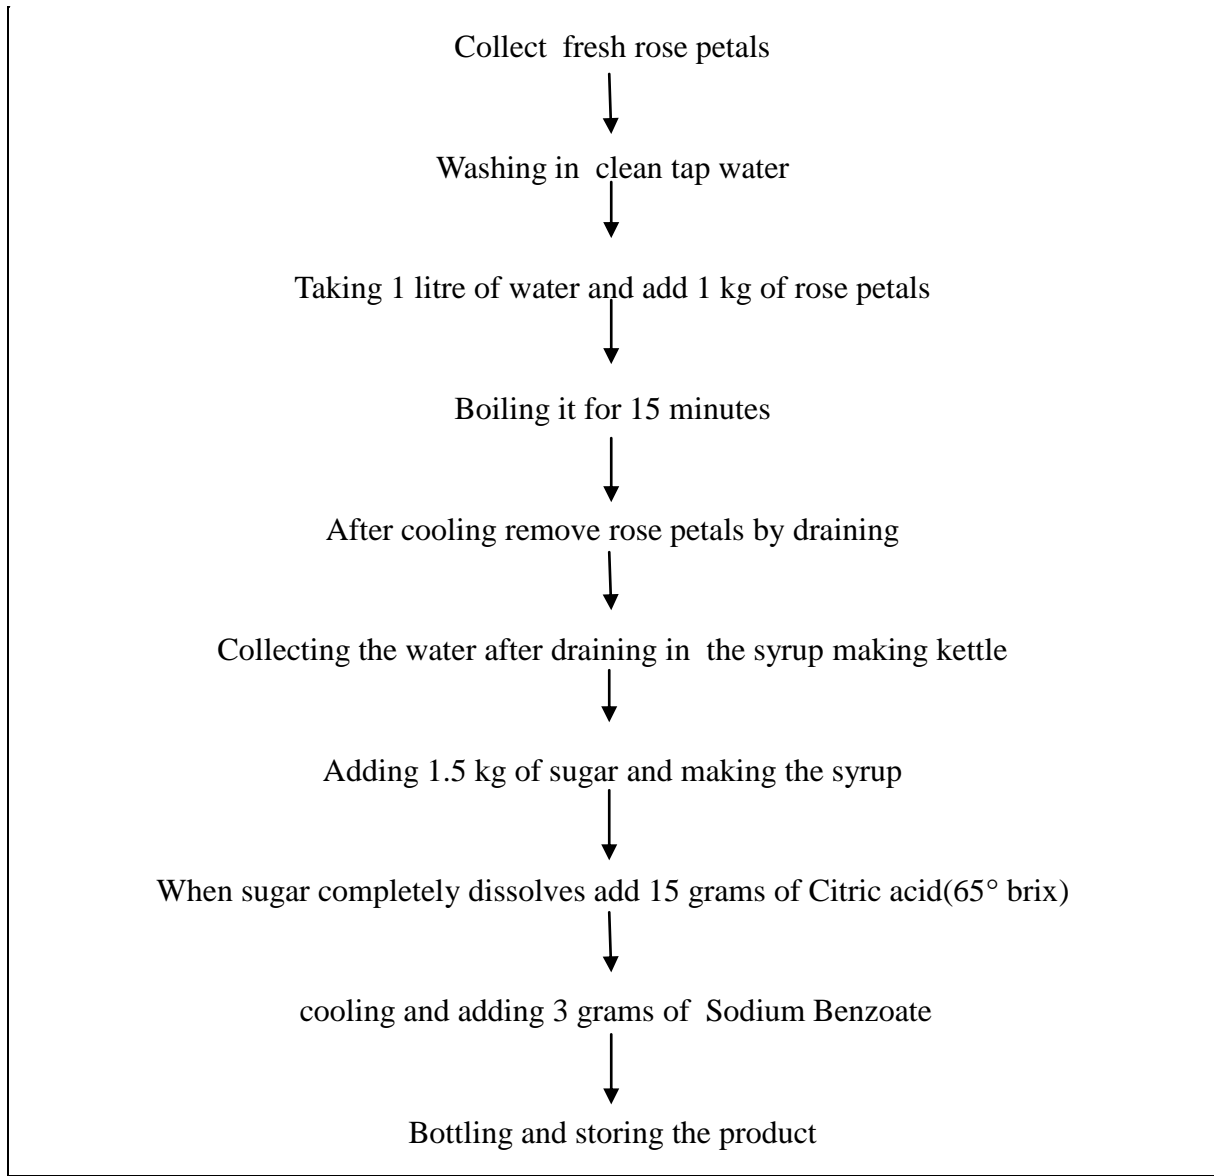 Collect fresh rose petals
Washing in clean tap water
Taking 1 litre of water and add 1 kg of rose petals
Boiling it for 15 minutes
After cooling remove rose petals by draining
Collecting the water after draining in the syrup making kettle
Adding 1.5 kg of sugar and making the syrup
When sugar completely dissolves add 15 grams of Citric acid(65° brix)
cooling and adding 3 grams of Sodium Benzoate
Bottling and storing the product